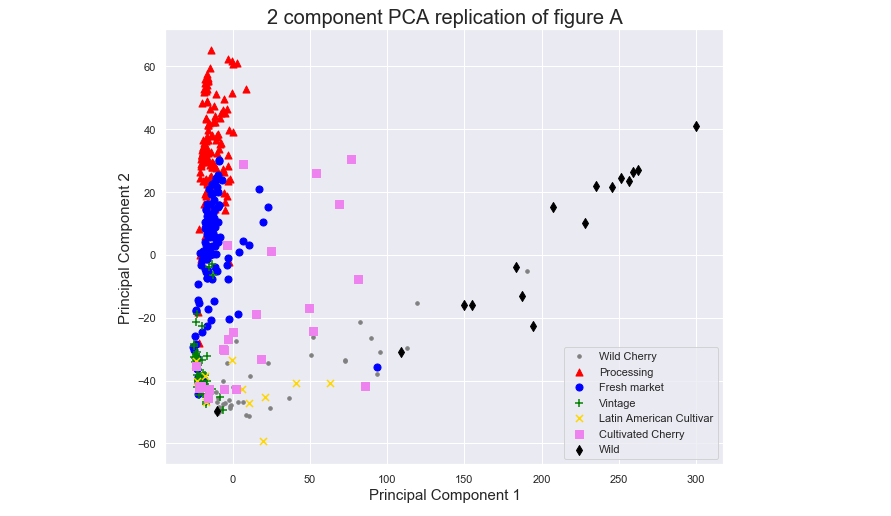 2 component PCA replication of figure A
Principal Component 2
60
40
20
0
−20
−40
−60
0
50
100
150
200
250
300
Principal Component 1
Wild Cherry
Processing
Fresh market
Vintage
Latin American Cultivar
Cultivated Cherry
Wild